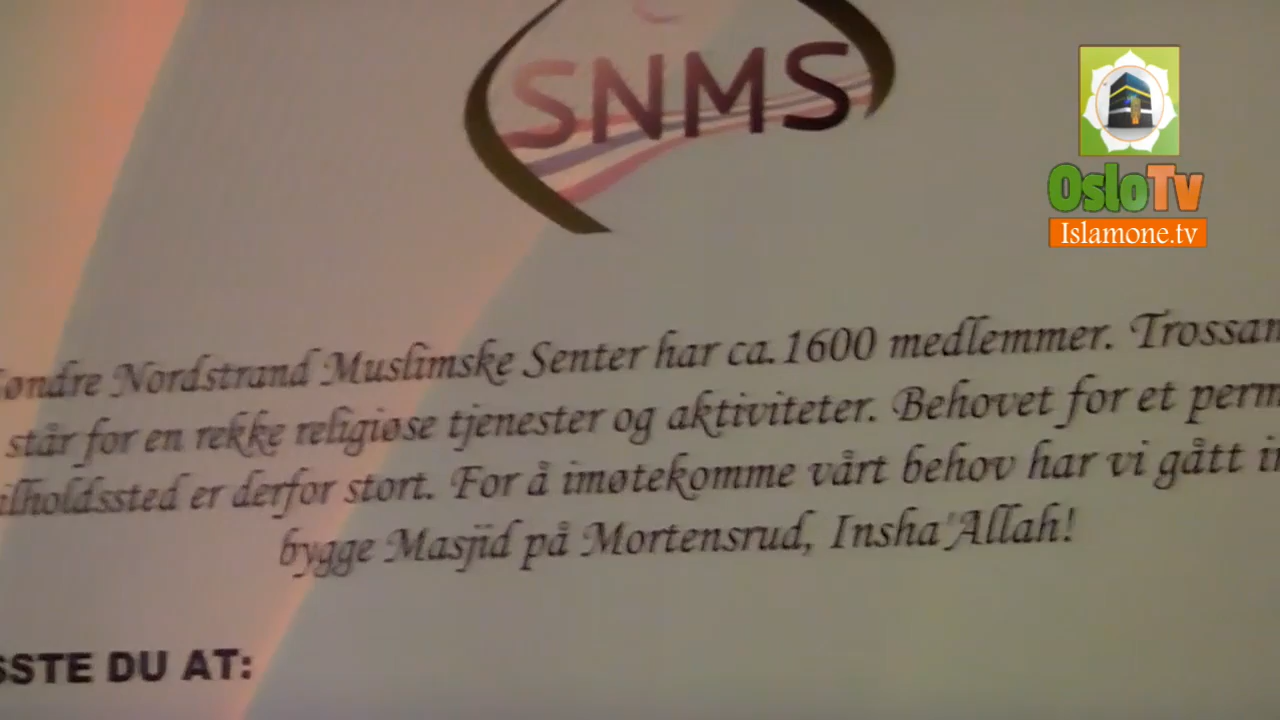 SNMS
OsloTv
Islamone.tv
Nordstrand Muslimske Senter har ca.1600 medlemmer.
står for en rekke religiøse tjenester og aktiviteter. Behovet for et
er derfor stort. For å imøtekomme vårt behov har vi gått
bygge Masjid på Mortensrud, Insha'Allah!
DU AT: